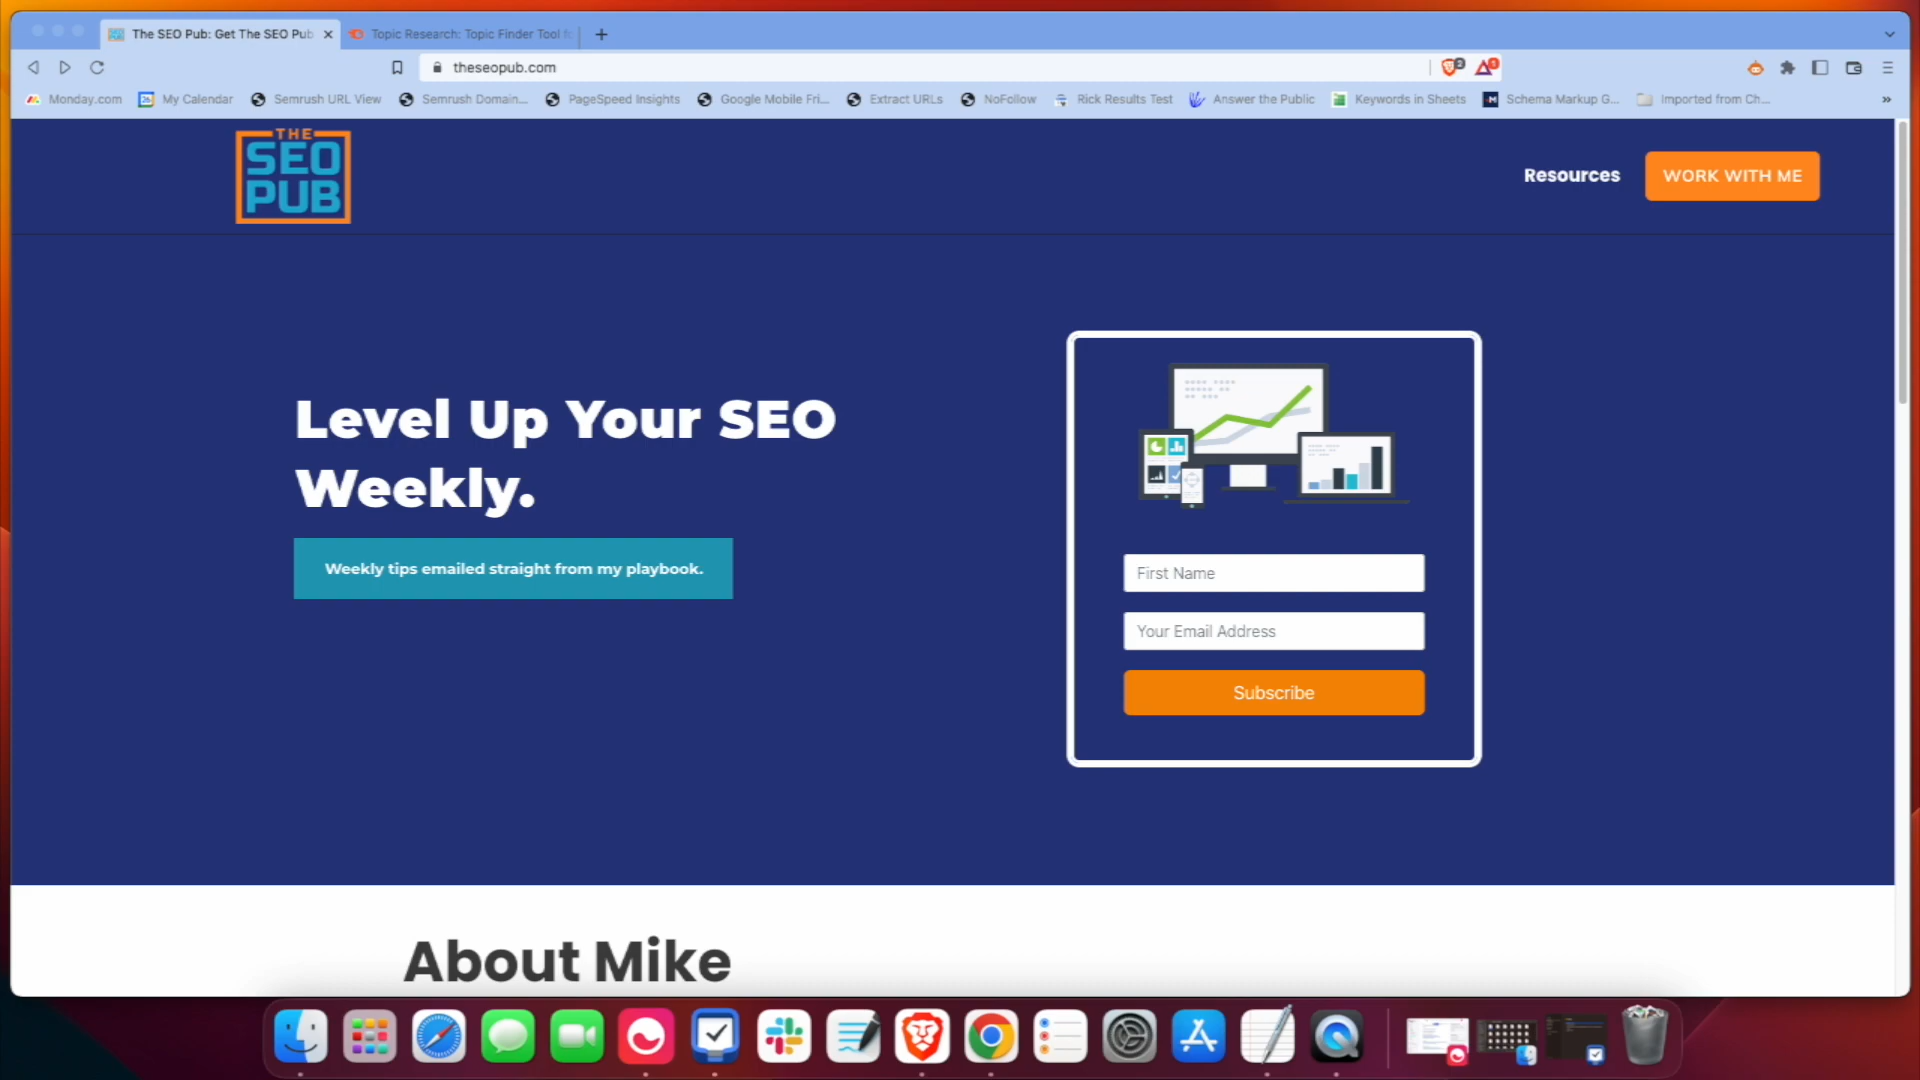 The SEO Pub: Get The SEO Pub
Topic Research: Topic Finder Tool f
theseopub.com
2
1
Monday.com
26
My Calendar
Semrush URL View
Semrush Domain...
PageSpeed Insights
Google Mobile Fri...
Extract URLs
NoFollow
Rick Results Test
Answer the Public
Keywords in Sheets
Schema Markup G...
Imported from Ch...
THE
SEO
PUB
Resources
WORK WITH ME
Level Up Your SEO
Weekly.
Weekly tips emailed straight from my playbook.
First Name
Your Email Address
Subscribe
About Mike